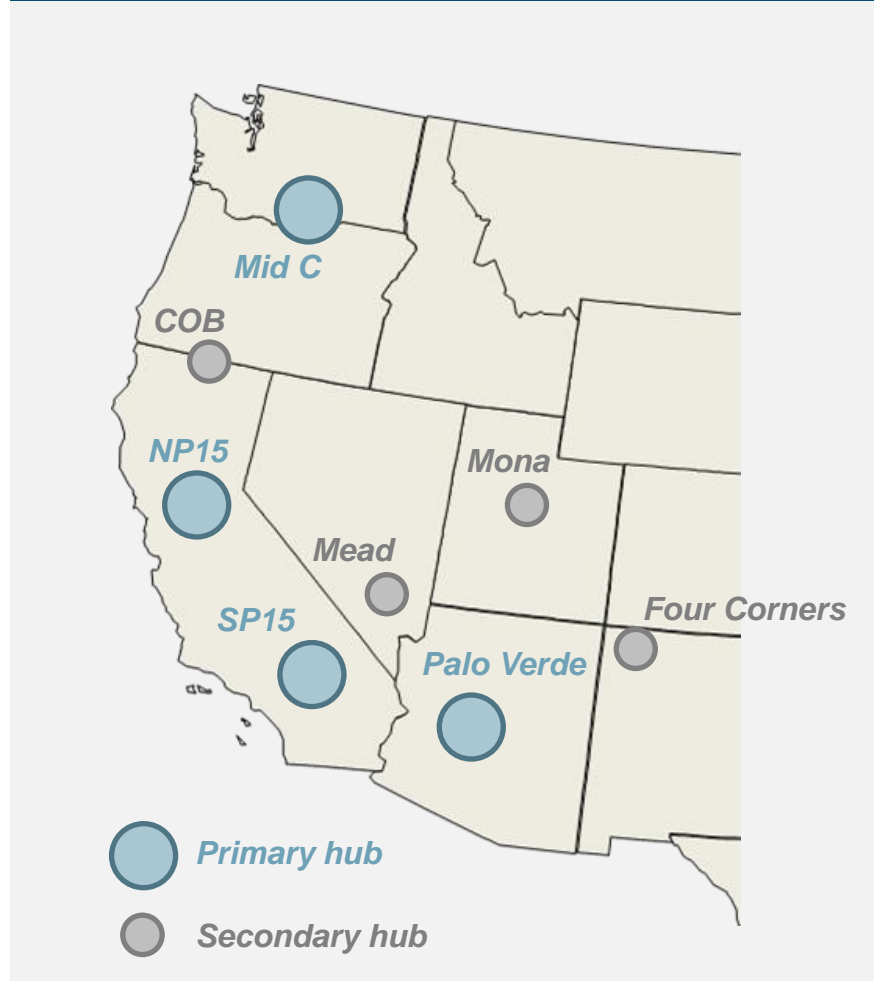 Mid C
COB
NP15
Mona
Mead
Four Corners
SP15
Palo Verde
Primary hub
Secondary hub